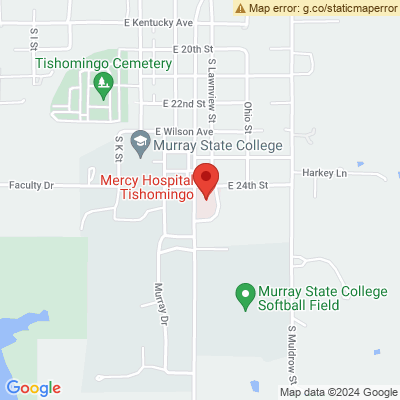 Map error: g.co/staticmaperror
E Kentucky Ave
S I St
E 20th St
S Lawnview St
Tishomingo Cemetery
E 22nd St
Ohio St
E Wilson Ave
S K St
Murray State College
Harkey Ln
Mercy Hospital
Tishomingo
Faculty Dr
E 24th St
Murray Dr
Murray State College
Softball Field
S Muldrow St
Google
Map data ©2024 Google